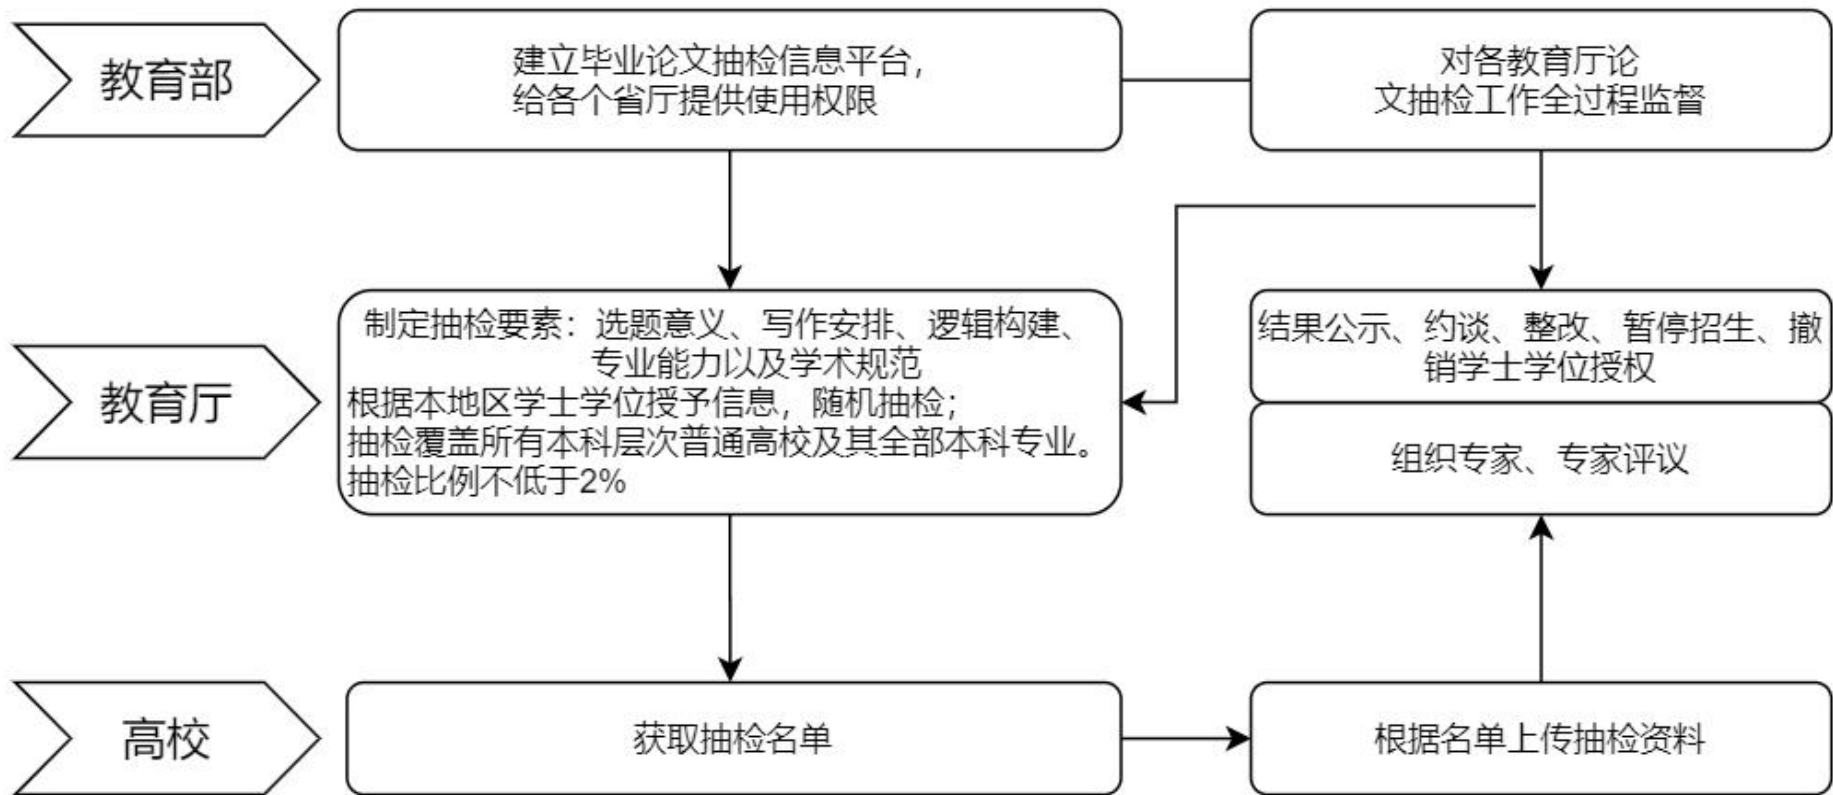 教育部
建立毕业论文抽检信息平台，
给各个省厅提供使用权限
对各教育厅论
文抽检工作全过程监督
教育厅
制定抽检要素：选题意义、写作安排、逻辑构建、
专业能力以及学术规范
根据本地区学士学位授予信息，随机抽检；
抽检覆盖所有本科层次普通高校及其全部本科专业。
抽检比例不低于2%
结果公示、约谈、整改、暂停招生、撤
销学士学位授权
组织专家、专家评议
高校
获取抽检名单
根据名单上传抽检资料